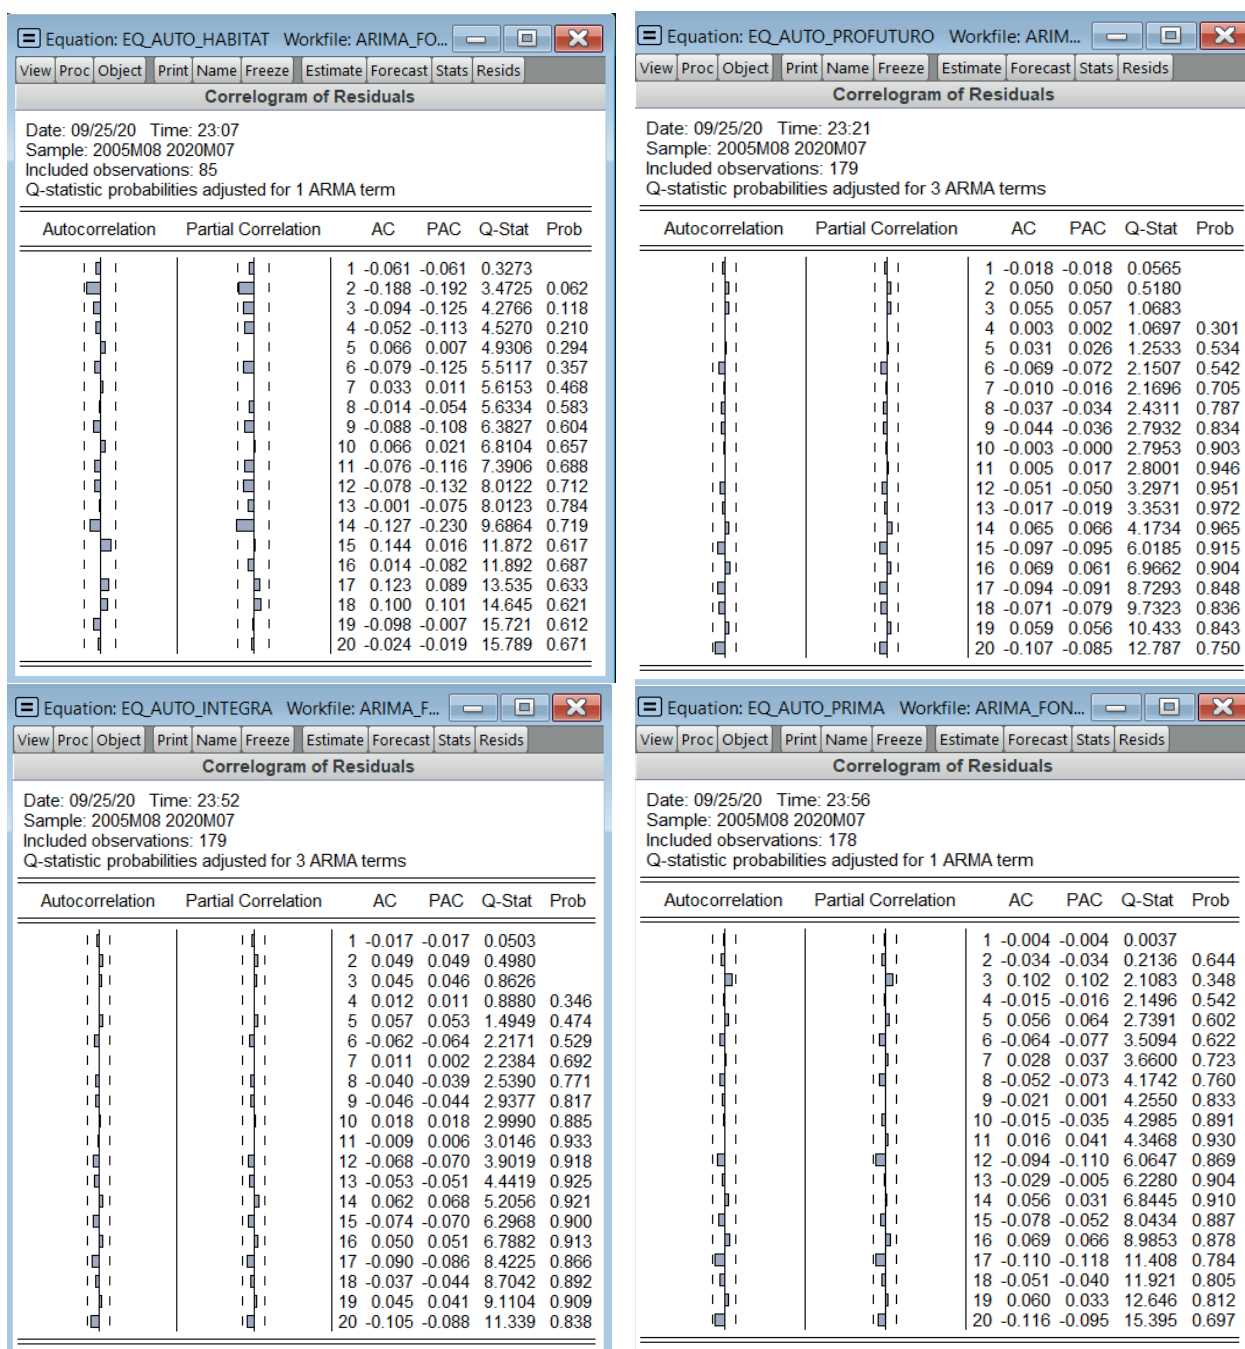 Equation: EQ_AUTO_HABITAT Workfile: ARIMA_FO...
View Proc Object Print Name Freeze Estimate Forecast Stats Resids
Correlogram of Residuals
Date: 09/25/20 Time: 23:07
Sample: 2005M08 2020M07
Included observations: 85
Q-statistic probabilities adjusted for 1 ARMA term
Autocorrelation Partial Correlation AC PAC Q-Stat Prob
1 -0.061 -0.061 0.3273
2 -0.188 -0.192 3.4725 0.062
3 -0.094 -0.125 4.2766 0.118
4 -0.052 -0.113 4.5270 0.210
5 0.066 0.007 4.9306 0.294
6 -0.079 -0.125 5.5117 0.357
7 0.033 0.011 5.6153 0.468
8 -0.014 -0.054 5.6334 0.583
9 -0.088 -0.108 6.3827 0.604
10 0.066 0.021 6.8104 0.657
11 -0.076 -0.116 7.3906 0.688
12 -0.078 -0.132 8.0122 0.712
13 -0.001 -0.075 8.0123 0.784
14 -0.127 -0.230 9.6864 0.719
15 0.144 0.016 11.872 0.617
16 0.014 -0.082 11.892 0.687
17 0.123 0.089 13.535 0.633
18 0.100 0.101 14.645 0.621
19 -0.098 -0.007 15.721 0.612
20 -0.024 -0.019 15.789 0.671
Equation: EQ_AUTO_PROFUTURO Workfile: ARIM...
View Proc Object Print Name Freeze Estimate Forecast Stats Resids
Correlogram of Residuals
Date: 09/25/20 Time: 23:21
Sample: 2005M08 2020M07
Included observations: 179
Q-statistic probabilities adjusted for 3 ARMA terms
Autocorrelation Partial Correlation AC PAC Q-Stat Prob
1 -0.018 -0.018 0.0565
2 0.050 0.050 0.5180
3 0.055 0.057 1.0683
4 0.003 0.002 1.0697 0.301
5 0.031 0.026 1.2533 0.534
6 -0.069 -0.072 2.1507 0.542
7 -0.010 -0.016 2.1696 0.705
8 -0.037 -0.034 2.4311 0.787
9 -0.044 -0.036 2.7932 0.834
10 -0.003 -0.000 2.7953 0.903
11 0.005 0.017 2.8001 0.946
12 -0.051 -0.050 3.2971 0.951
13 -0.017 -0.019 3.3531 0.972
14 0.065 0.066 4.1734 0.965
15 -0.097 -0.095 6.0185 0.915
16 0.069 0.061 6.9662 0.904
17 -0.094 -0.091 8.7293 0.848
18 -0.071 -0.079 9.7323 0.836
19 0.059 0.056 10.433 0.843
20 -0.107 -0.085 12.787 0.750
Equation: EQ_AUTO_INTEGRA Workfile: ARIMA_F...
View Proc Object Print Name Freeze Estimate Forecast Stats Resids
Correlogram of Residuals
Date: 09/25/20 Time: 23:52
Sample: 2005M08 2020M07
Included observations: 179
Q-statistic probabilities adjusted for 3 ARMA terms
Autocorrelation Partial Correlation AC PAC Q-Stat Prob
1 -0.017 -0.017 0.0503
2 0.049 0.049 0.4980
3 0.045 0.046 0.8626
4 0.012 0.011 0.8880 0.346
5 0.057 0.053 1.4949 0.474
6 -0.062 -0.064 2.2171 0.529
7 0.011 0.002 2.2384 0.692
8 -0.040 -0.039 2.5390 0.771
9 -0.046 -0.044 2.9377 0.817
10 0.018 0.018 2.9990 0.885
11 -0.009 0.006 3.0146 0.933
12 -0.068 -0.070 3.9019 0.918
13 -0.053 -0.051 4.4419 0.925
14 0.062 0.068 5.2056 0.921
15 -0.074 -0.070 6.2968 0.900
16 0.050 0.051 6.7882 0.913
17 -0.090 -0.086 8.4225 0.866
18 -0.037 -0.044 8.7042 0.892
19 0.045 0.041 9.1104 0.909
20 -0.105 -0.088 11.339 0.838
Equation: EQ_AUTO_PRIMA Workfile: ARIMA_FON...
View Proc Object Print Name Freeze Estimate Forecast Stats Resids
Correlogram of Residuals
Date: 09/25/20 Time: 23:56
Sample: 2005M08 2020M07
Included observations: 178
Q-statistic probabilities adjusted for 1 ARMA term
Autocorrelation Partial Correlation AC PAC Q-Stat Prob
1 -0.004 -0.004 0.0037
2 -0.034 -0.034 0.2136 0.644
3 0.102 0.102 2.1083 0.348
4 -0.015 -0.016 2.1496 0.542
5 0.056 0.064 2.7391 0.602
6 -0.064 -0.077 3.5094 0.622
7 0.028 0.037 3.6600 0.723
8 -0.052 -0.073 4.1742 0.760
9 -0.021 0.001 4.2550 0.833
10 -0.015 -0.035 4.2985 0.891
11 0.016 0.041 4.3468 0.930
12 -0.094 -0.110 6.0647 0.869
13 -0.029 -0.005 6.2280 0.904
14 0.056 0.031 6.8445 0.910
15 -0.078 -0.052 8.0434 0.887
16 0.069 0.066 8.9853 0.878
17 -0.110 -0.118 11.408 0.784
18 -0.051 -0.040 11.921 0.805
19 0.060 0.033 12.646 0.812
20 -0.116 -0.095 15.395 0.697